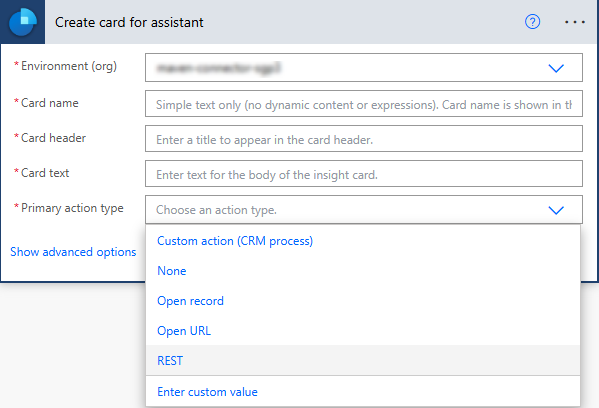 Create card for assistant
?
* Environment (org)
* Card name
Simple text only (no dynamic content or expressions). Card name is shown in th
* Card header
Enter a title to appear in the card header.
* Card text
Enter text for the body of the insight card.
* Primary action type
Choose an action type.
Show advanced options
Custom action (CRM process)
None
Open record
Open URL
REST
Enter custom value